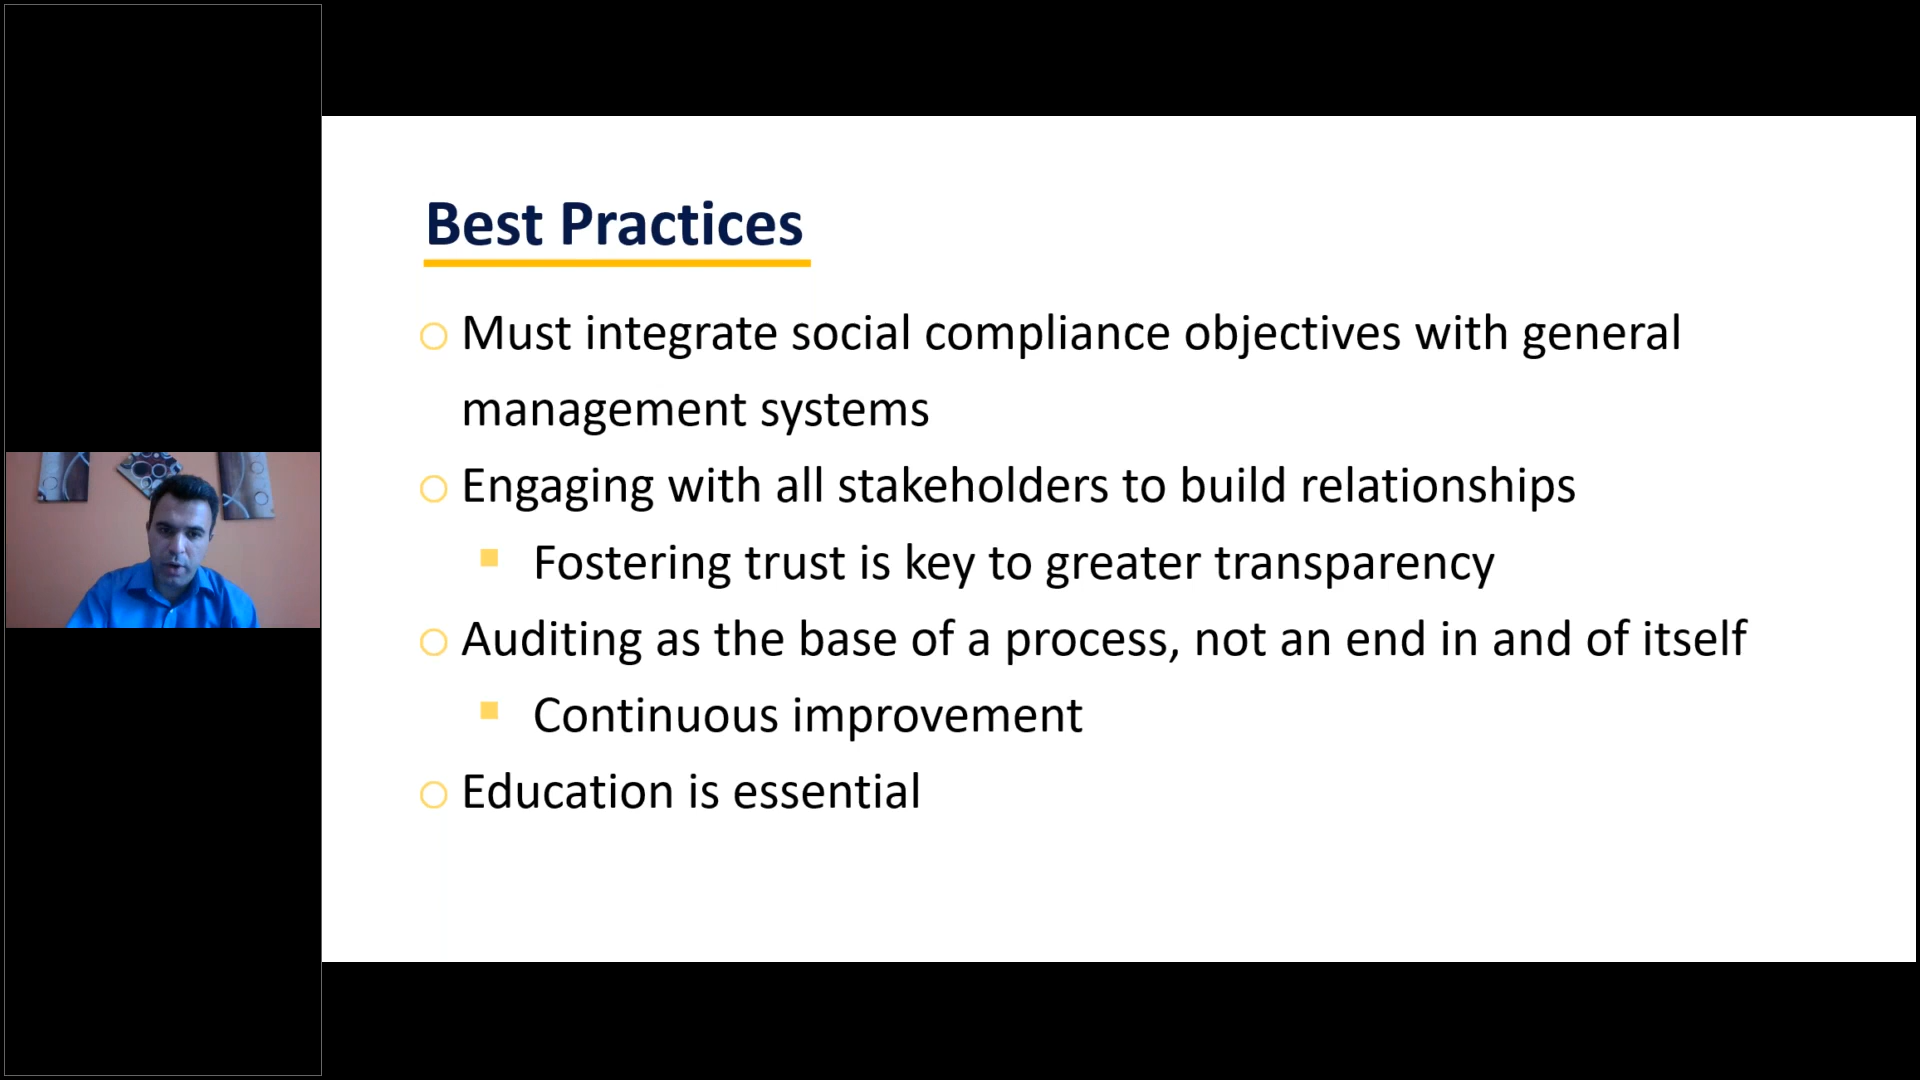 Best Practices
Must integrate social compliance objectives with general
management systems
Engaging with all stakeholders to build relationships
Fostering trust is key to greater transparency
Auditing as the base of a process, not an end in and of itself
Continuous improvement
Education is essential